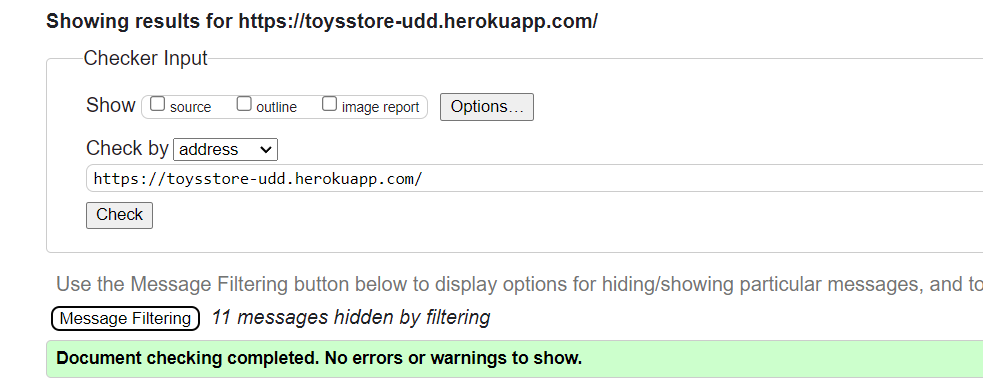 Showing results for https://toysstore-udd.herokuapp.com/
Checker Input
Show source outline image report Options...
Check by address
https://toysstore-udd.herokuapp.com/
Check
Use the Message Filtering button below to display options for hiding/showing particular messages, and to
Message Filtering 11 messages hidden by filtering
Document checking completed. No errors or warnings to show.